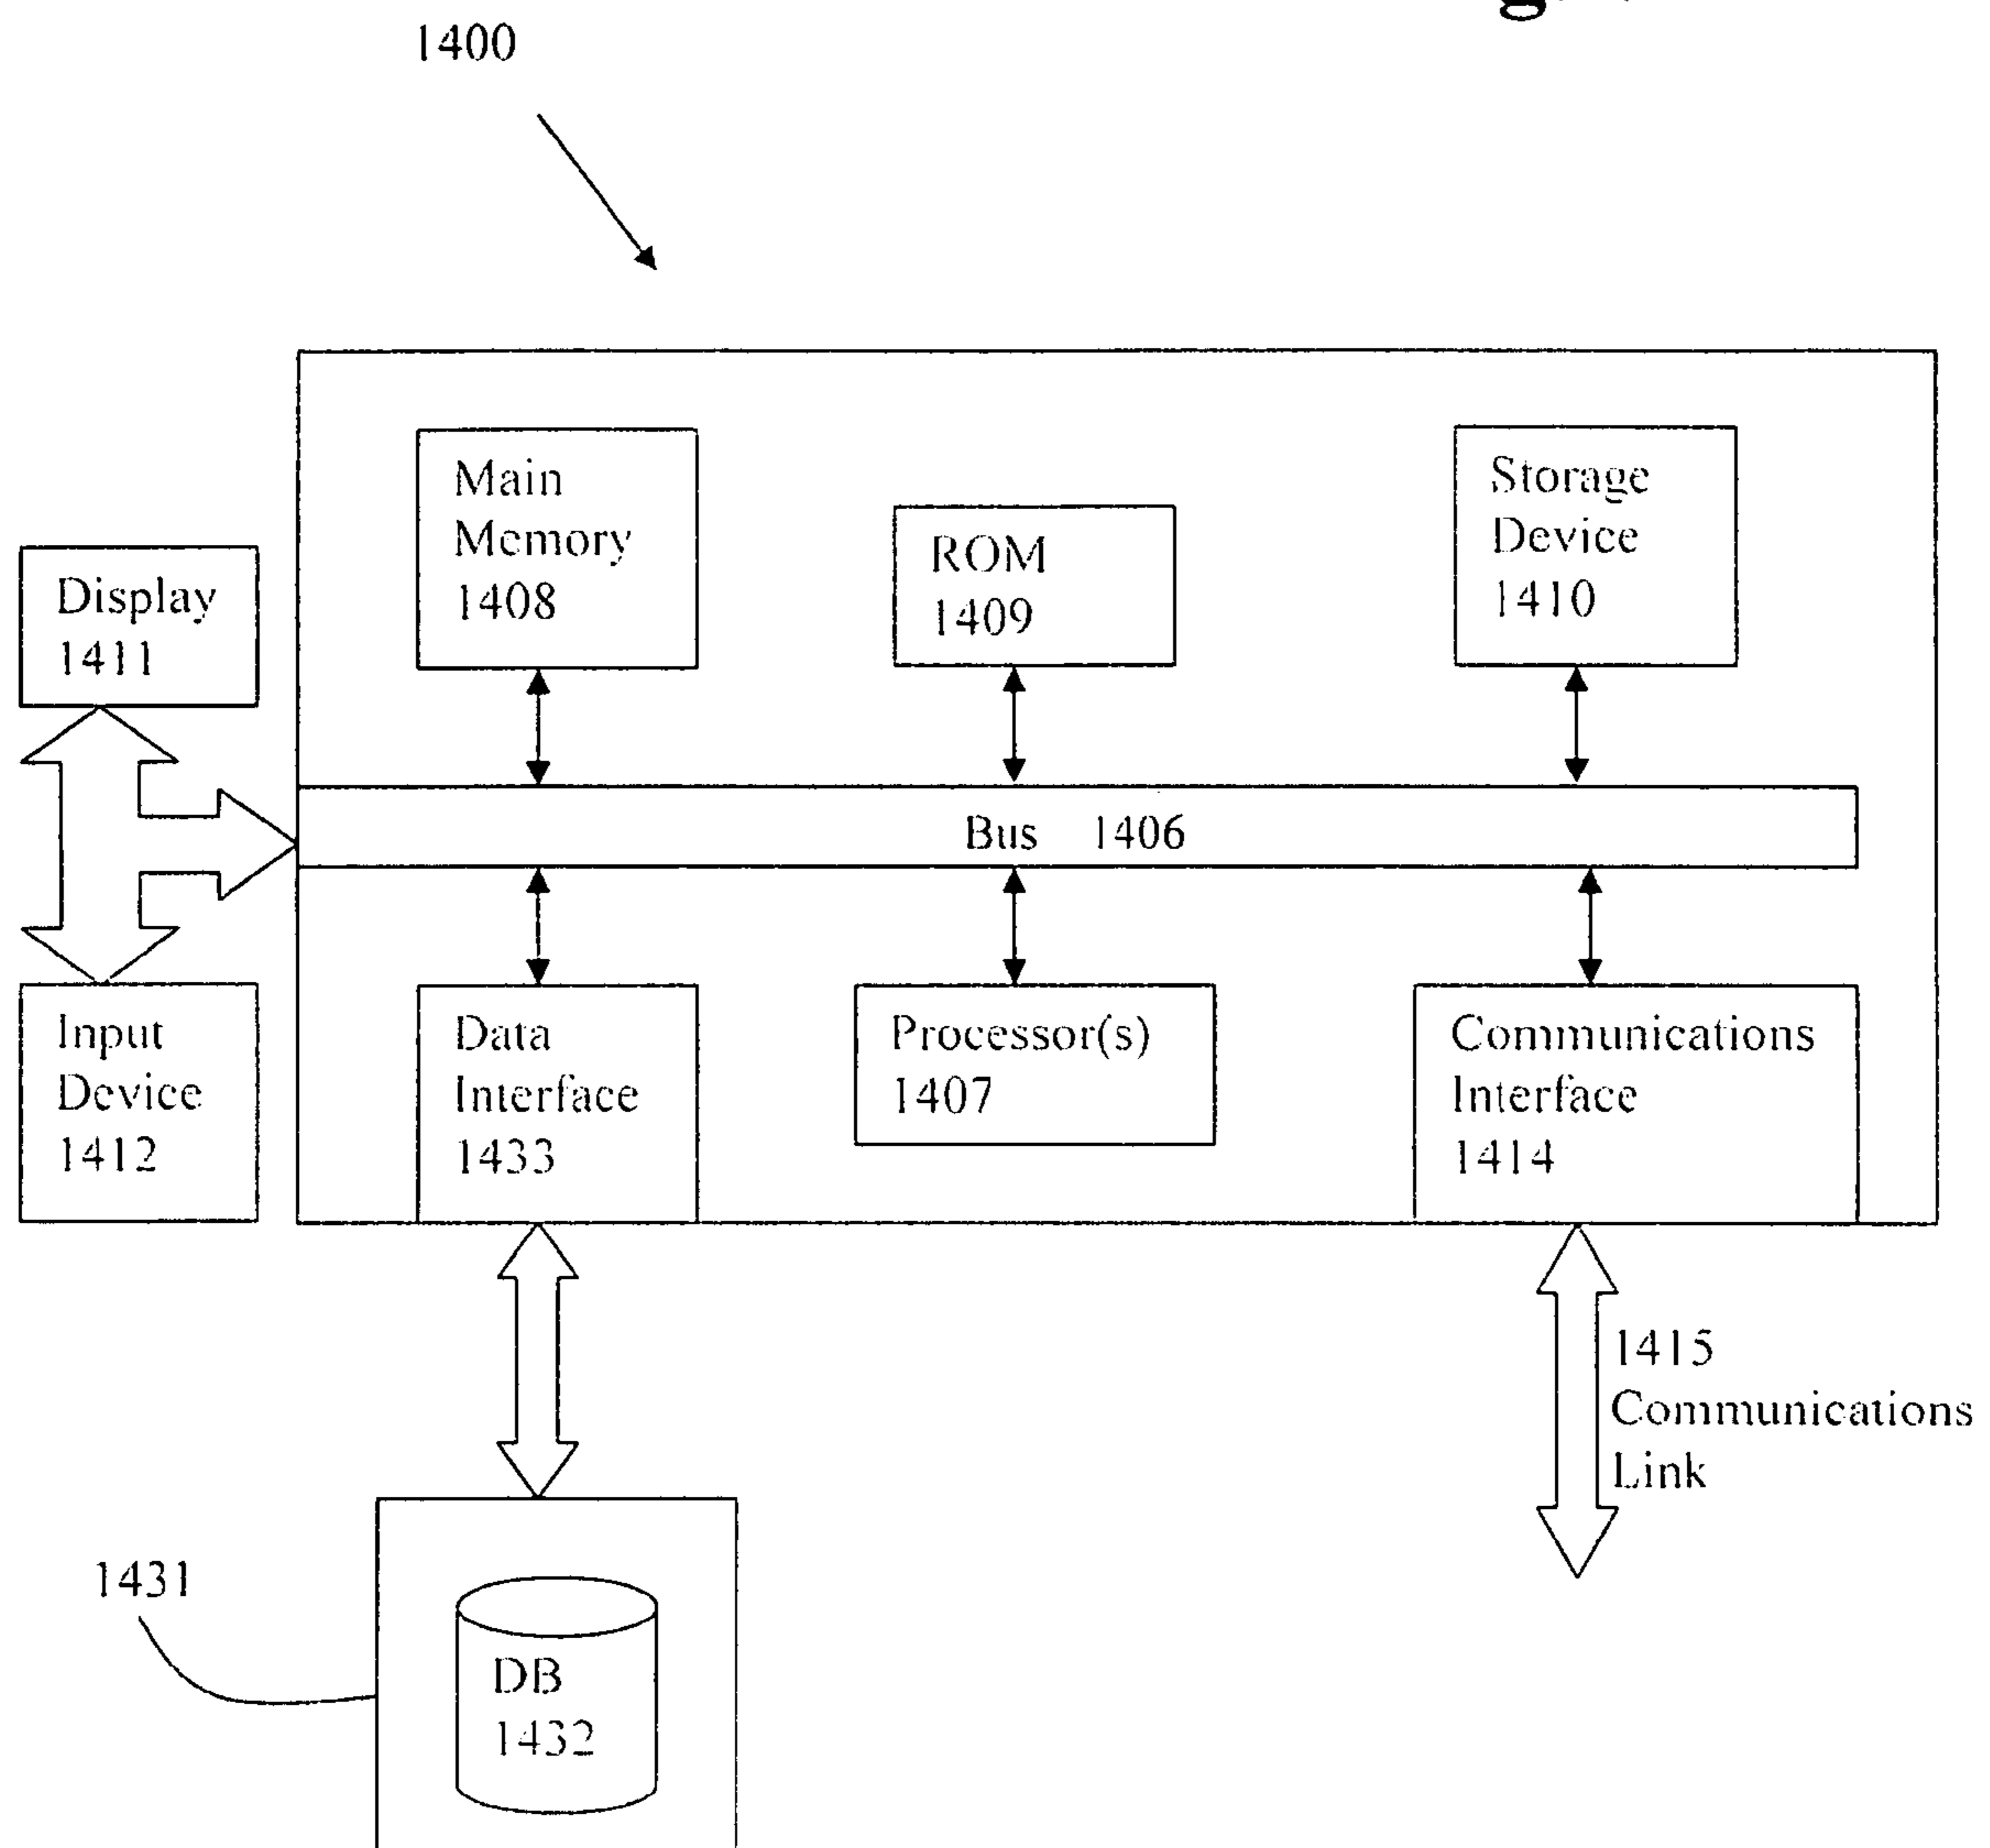 1400
Main
Memory
1408
ROM
1409
Storage
Device
1410
Display
1411
Bus 1406
Input
Device
1412
Data
Interface
1433
Processor(s)
1407
Communications
Interface
1414
1415
Communications
Link
1431
DB
1432